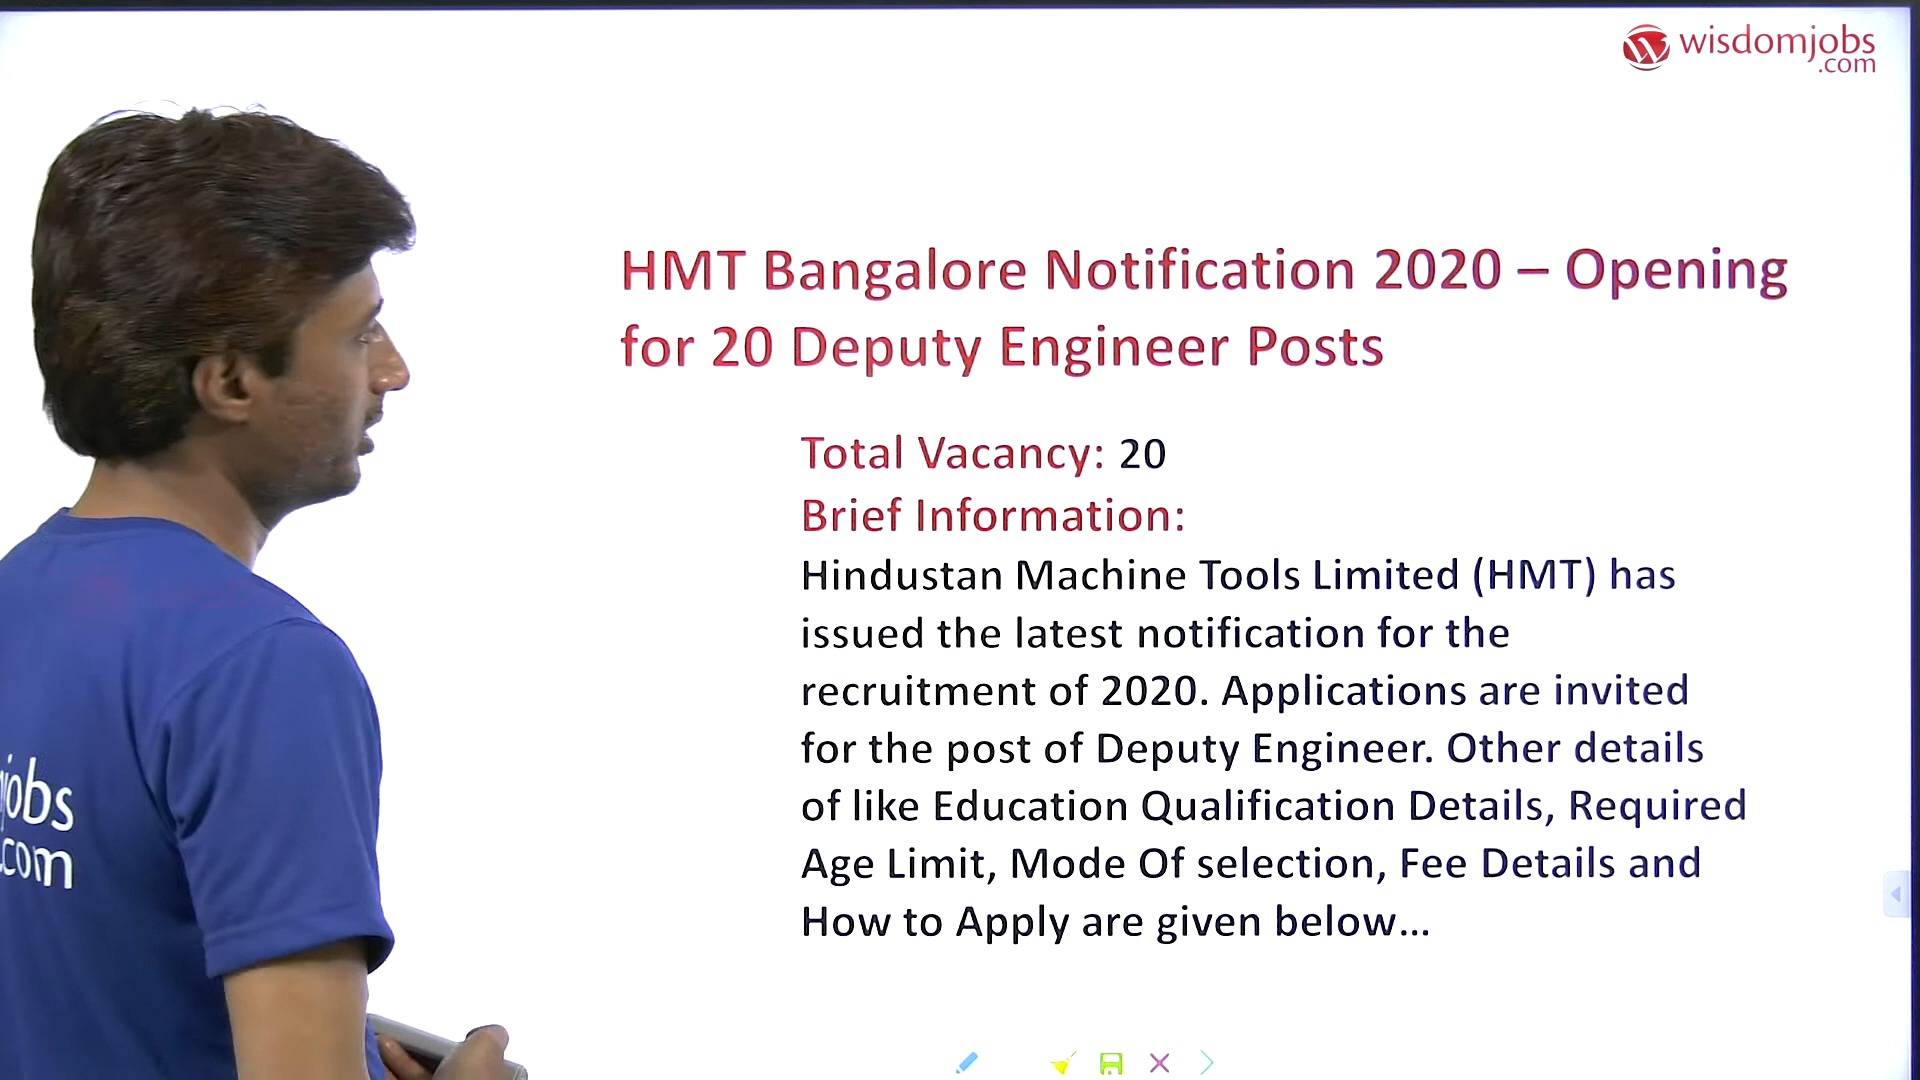 wisdomjobs
.com
HMT Bangalore Notification 2020 – Opening
for 20 Deputy Engineer Posts
Total Vacancy: 20
Brief Information:
Hindustan Machine Tools Limited (HMT) has
issued the latest notification for the
recruitment of 2020. Applications are invited
for the post of Deputy Engineer. Other details
of like Education Qualification Details, Required
Age Limit, Mode Of selection, Fee Details and
How to Apply are given below...
jobs
.com